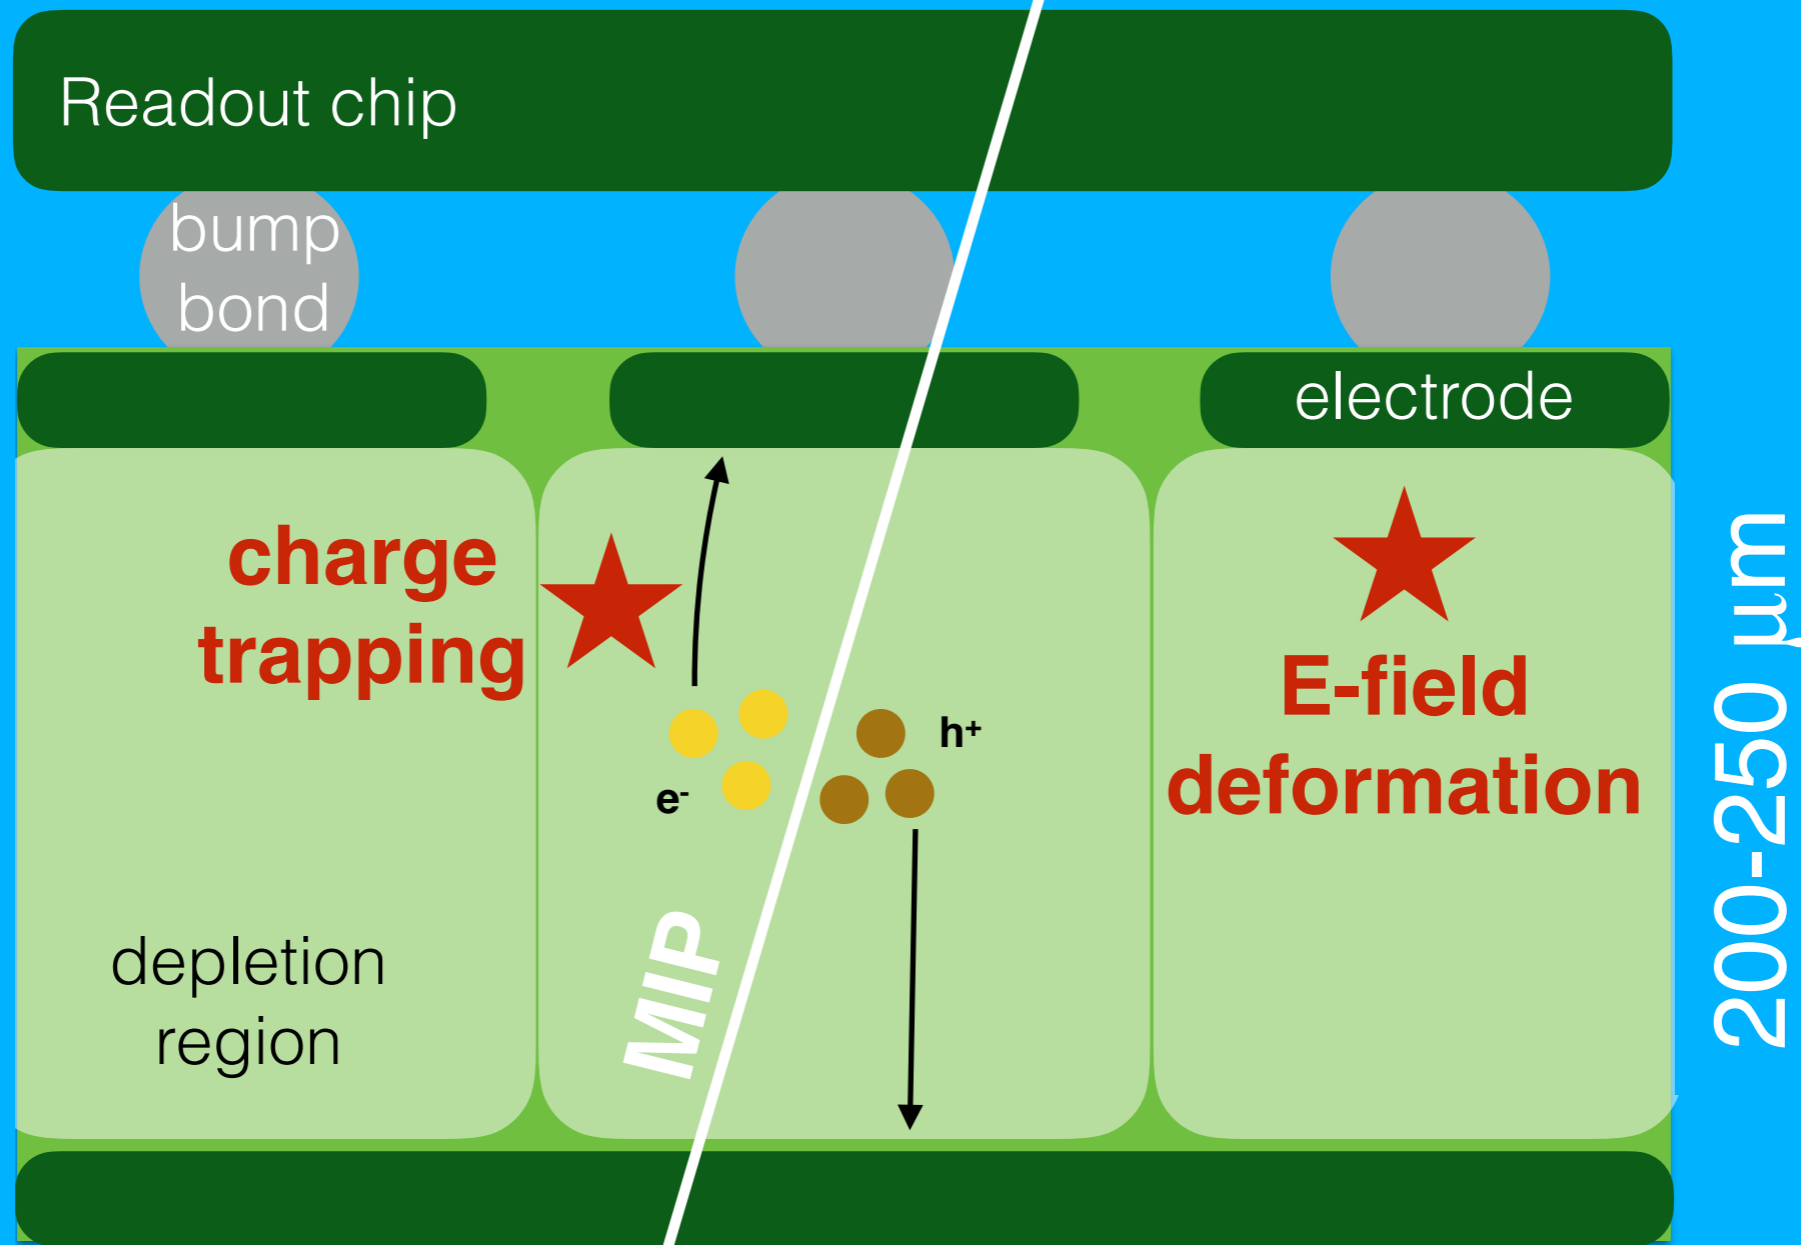 Readout chip
bump
bond
electrode
charge
trapping
E-field
deformation
h+
e-
depletion
region
MIP
200-250 µm